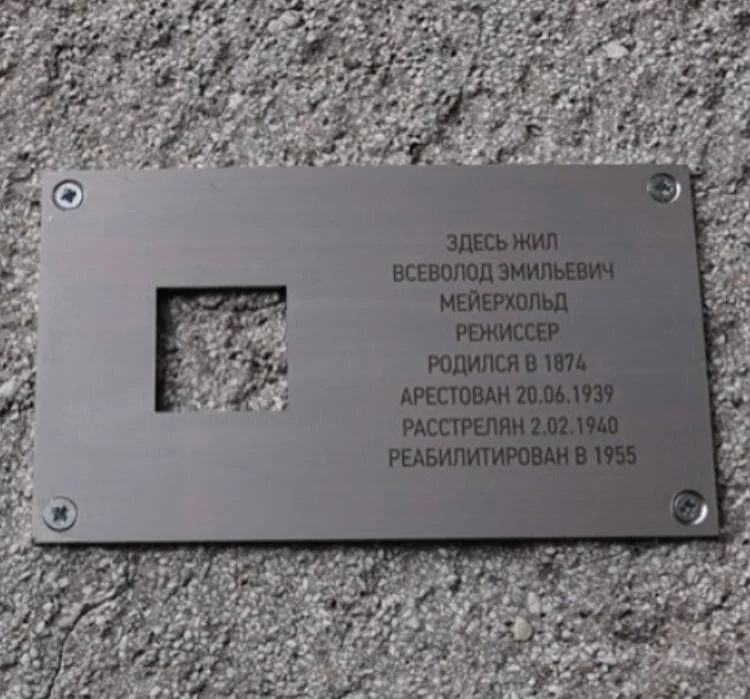 ЗДЕСЬ ЖИЛ
ВСЕВОЛОД ЭМИЛЬЕВИЧ
МЕЙЕРХОЛЬД
РЕЖИССЕР
РОДИЛСЯ В 1874
АРЕСТОВАН 20.06.1939
РАССТРЕЛЯН 2.02.1940
РЕАБИЛИТИРОВАН В 1955